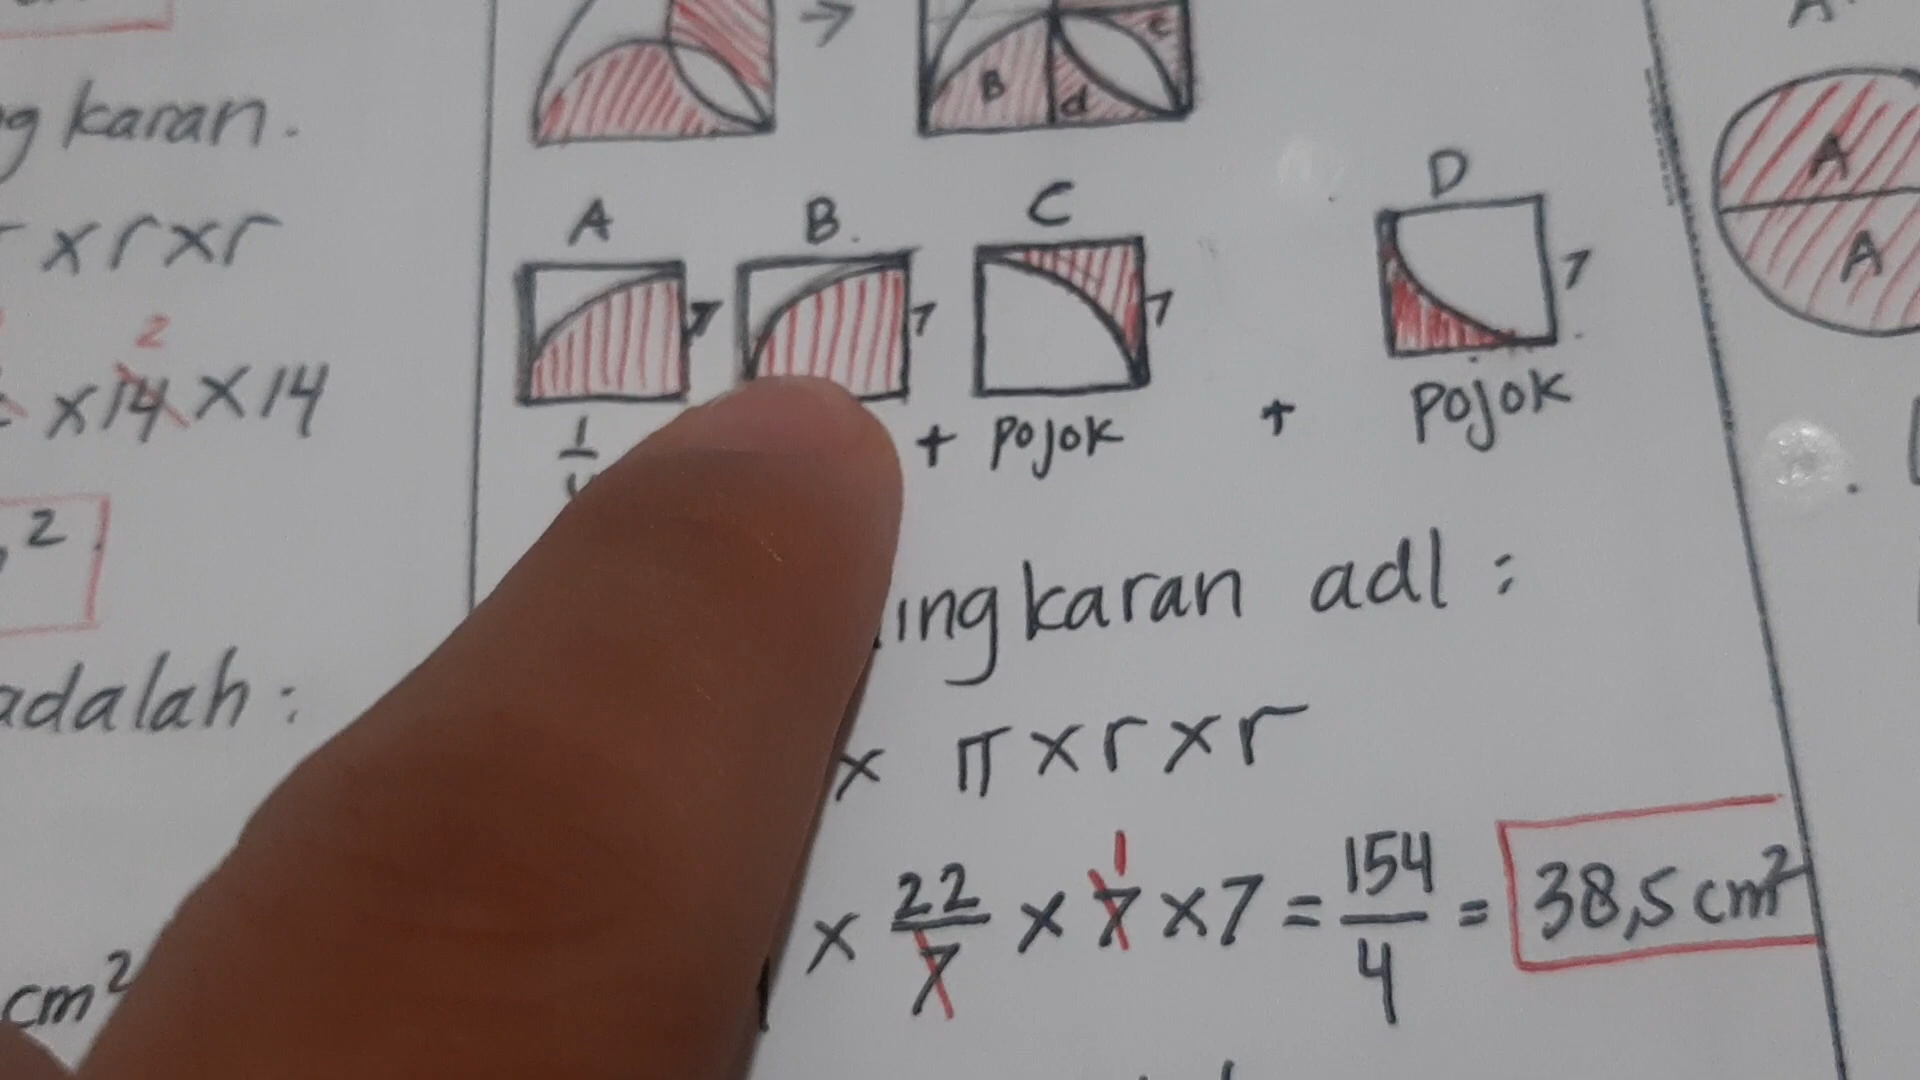 karan.
x r x r
2
x 14 x 14
2
adalah :
cm²
B d c
A B. C D
7 7 7 7
1 + Pojok + Pojok
ingkaran adl :
x π x r x r
1
x 22/7 x 7 x 7 = 154/4 = 38,5 cm²
A
A